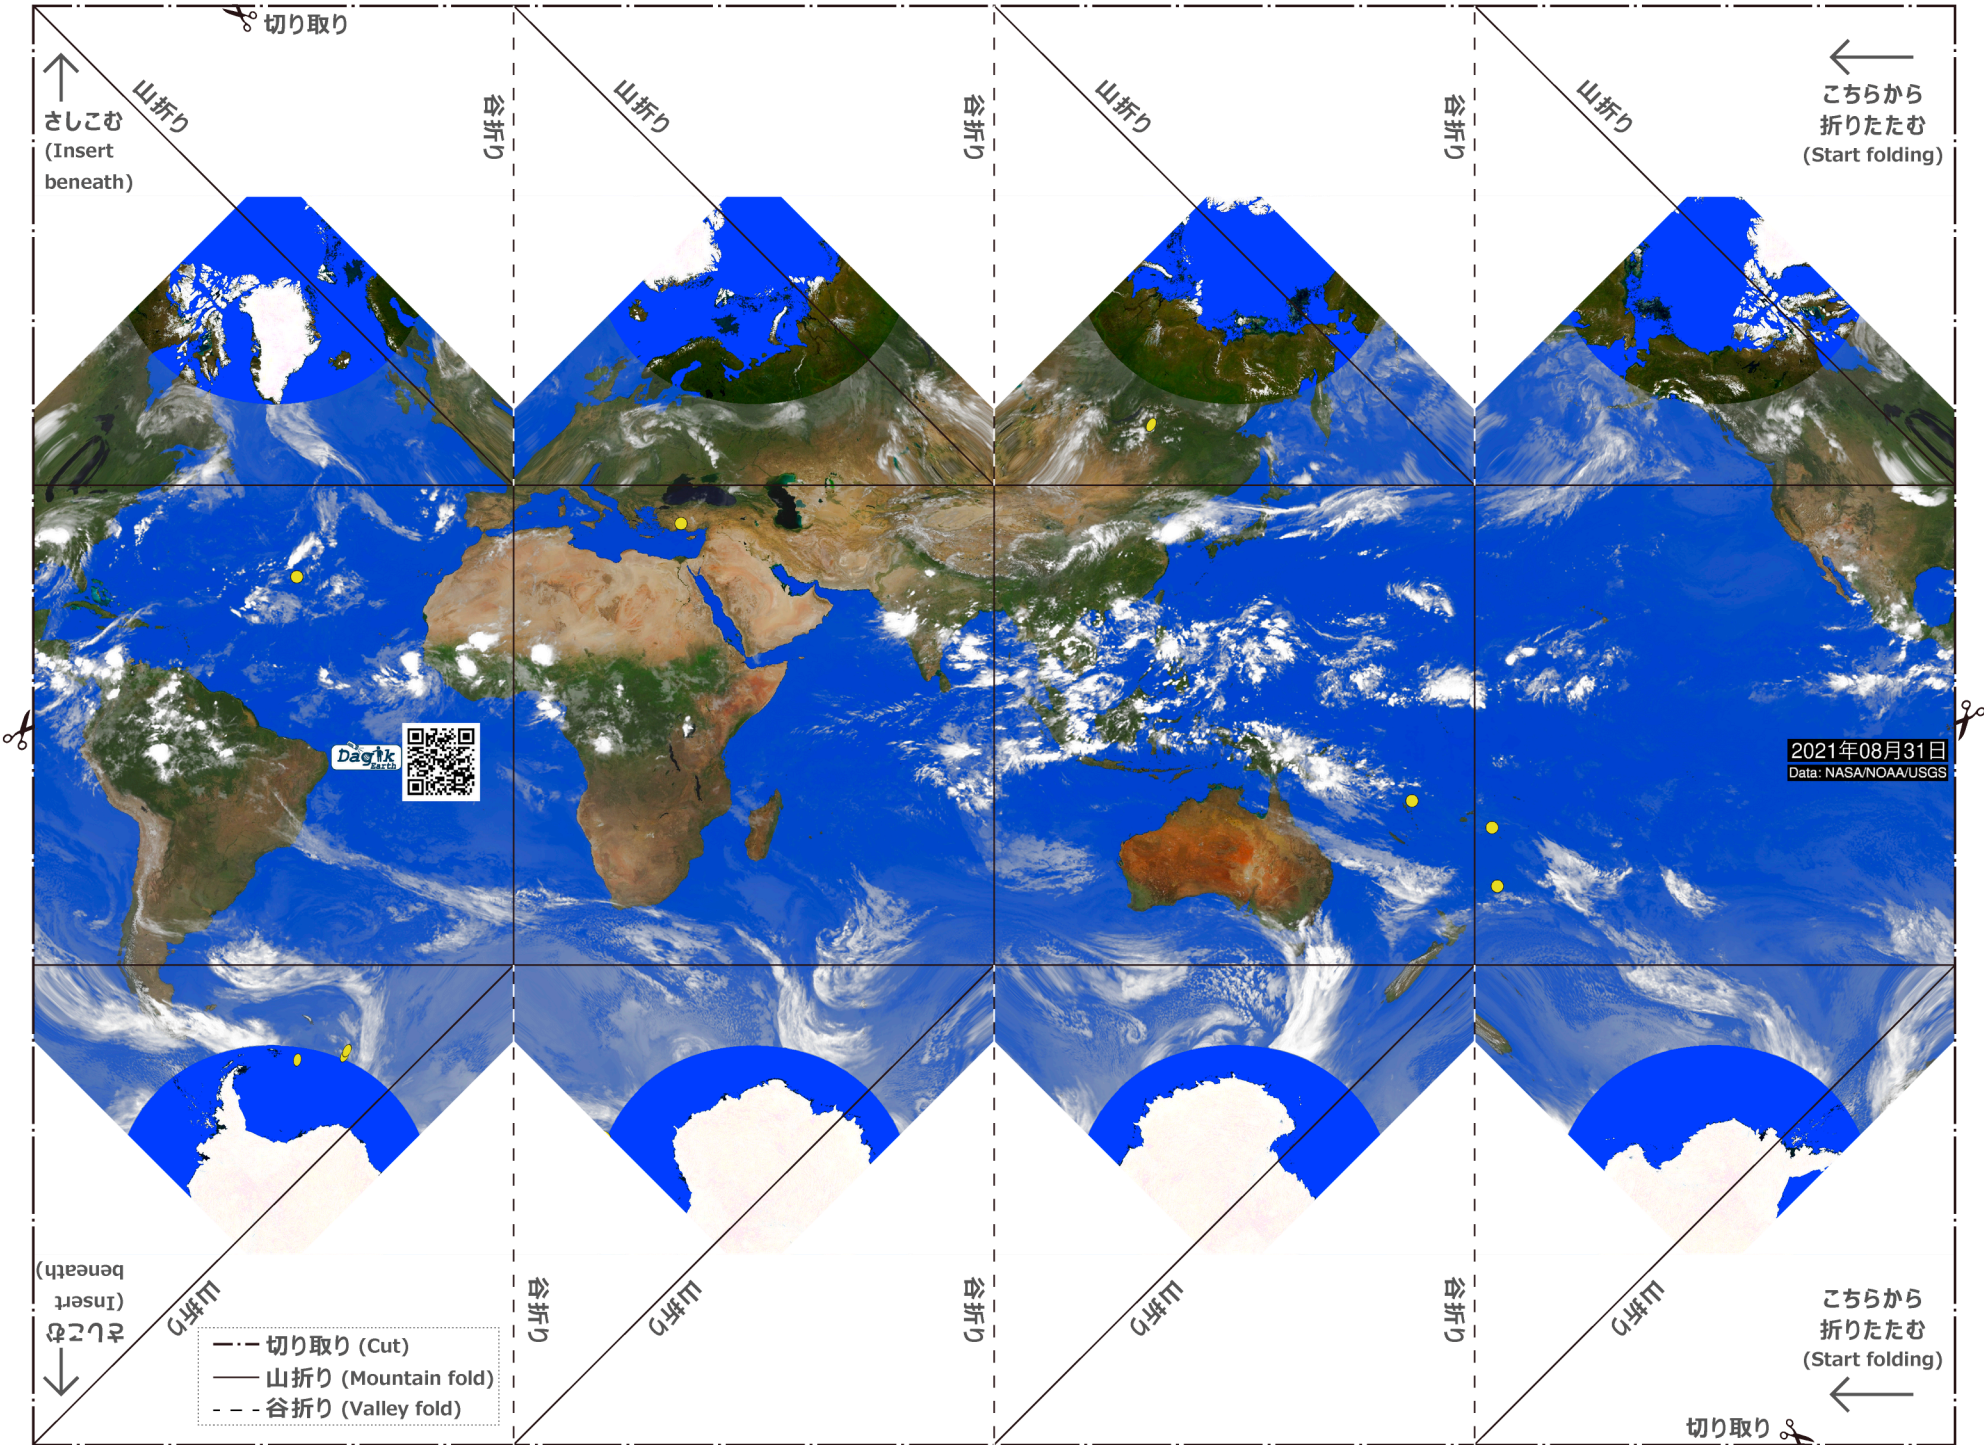 切り取り
さしこむ
(Insert
beneath)
山折り
谷折り
山折り
谷折り
山折り
谷折り
山折り
こちらから
折りたたむ
(Start folding)
Dagik
Earth
2021年08月31日
Data: NASA/NOAA/USGS
さしこむ
(Insert
beneath)
山折り
谷折り
山折り
谷折り
山折り
谷折り
山折り
こちらから
折りたたむ
(Start folding)
切り取り (Cut)
山折り (Mountain fold)
谷折り (Valley fold)
切り取り